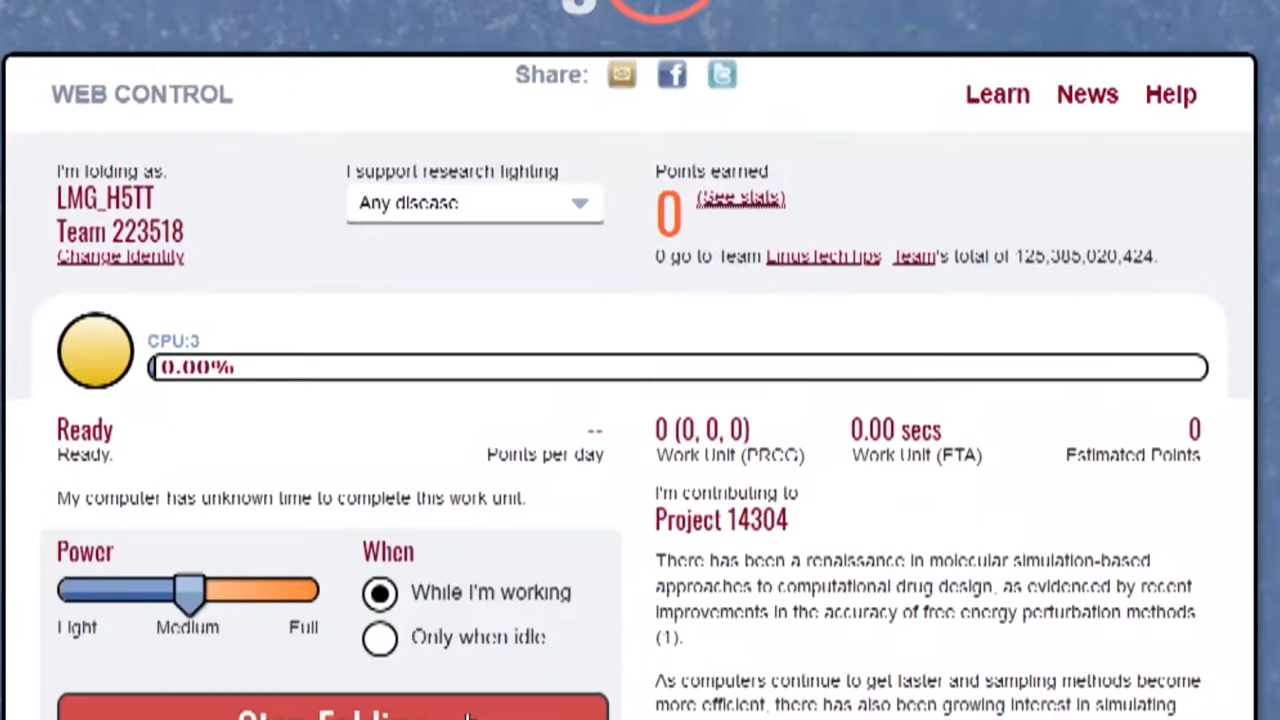 WEB CONTROL
Share:
Learn News Help
I'm folding as:
LMG_H5TT
Team 223518
Change Identity
I support research fighting
Any disease
Points earned
0 (See stats)
0 go to Team LinusTechTips Team's total of 125,385,020,424.
CPU:3
0.00%
Ready
Ready.
--
Points per day
0 (0, 0, 0)
Work Unit (PRCG)
0.00 secs
Work Unit (ETA)
0
Estimated Points
My computer has unknown time to complete this work unit.
Power
Light Medium Full
When
While I'm working
Only when idle
I'm contributing to
Project 14304
There has been a renaissance in molecular simulation-based
approaches to computational drug design, as evidenced by recent
improvements in the accuracy of free energy perturbation methods
(1).
As computers continue to get faster and sampling methods become
more efficient, there has also been growing interest in simulating